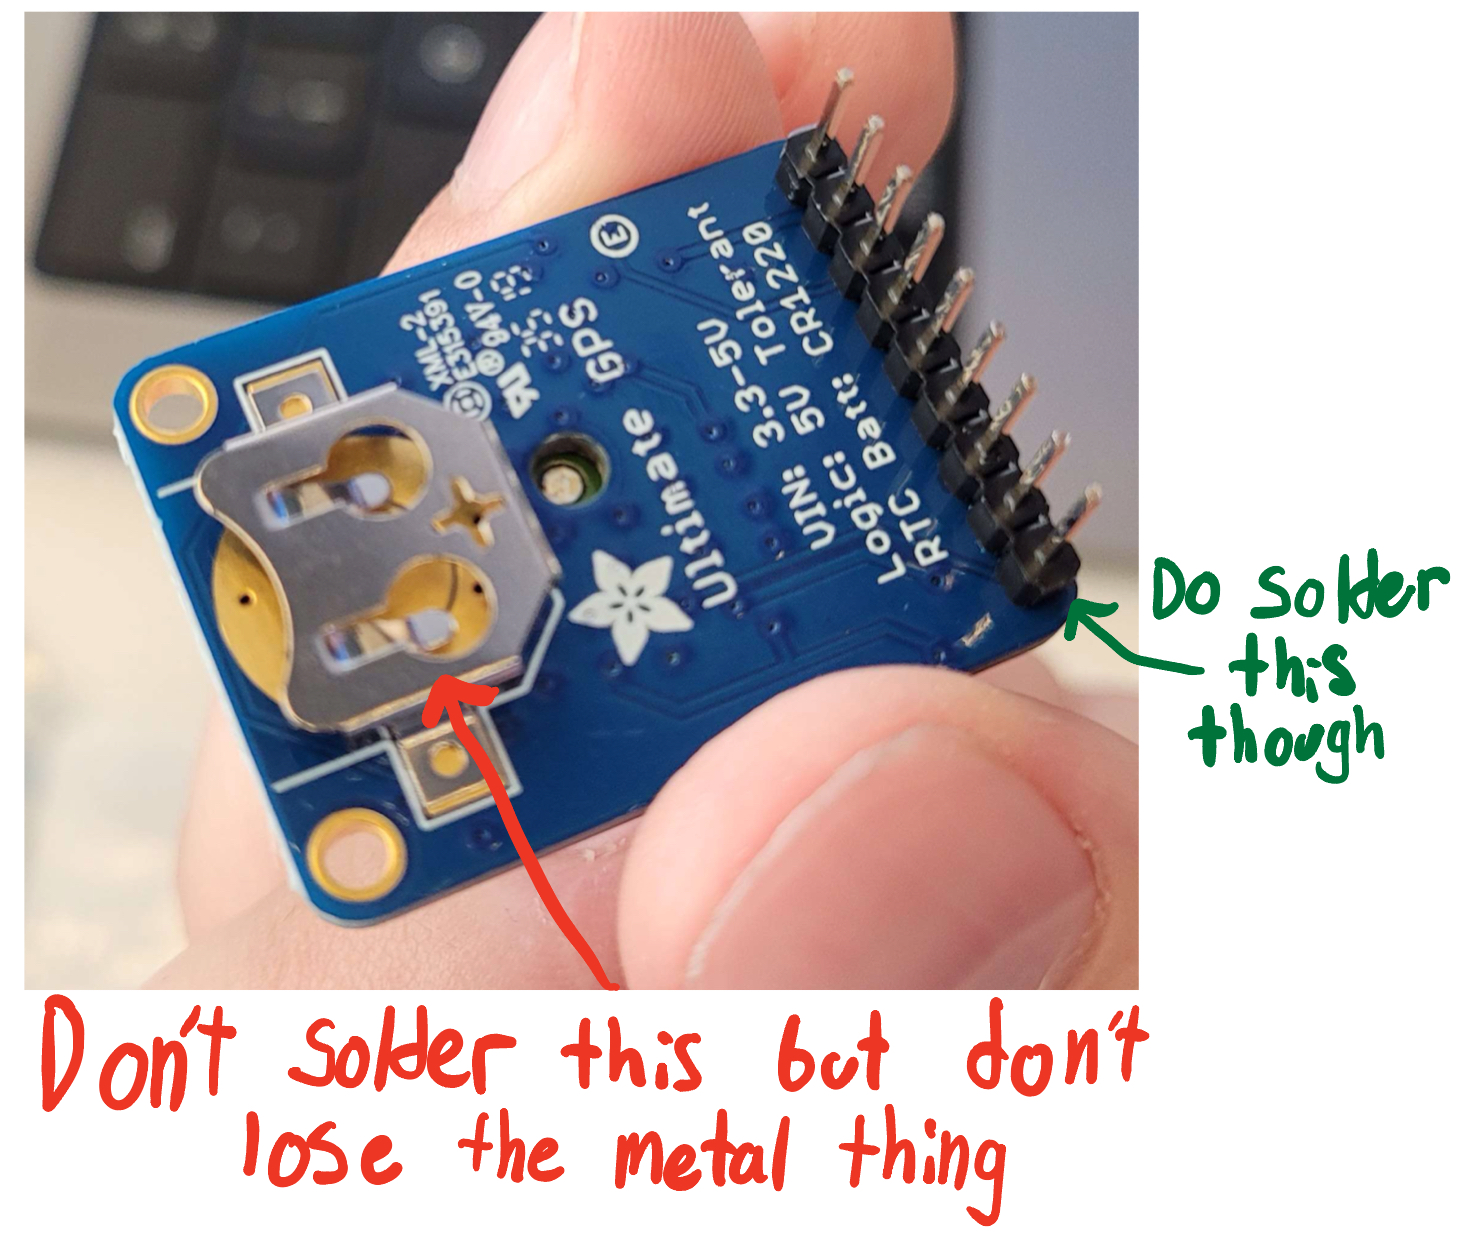 E
XML-2
E315391
94V-0
Ultimate GPS
VIN: 3.3-5V
Logic: 5V Tolerant
RTC Batt: CR1220
Do solder
this
though
Don't solder this but don't
lose the metal thing